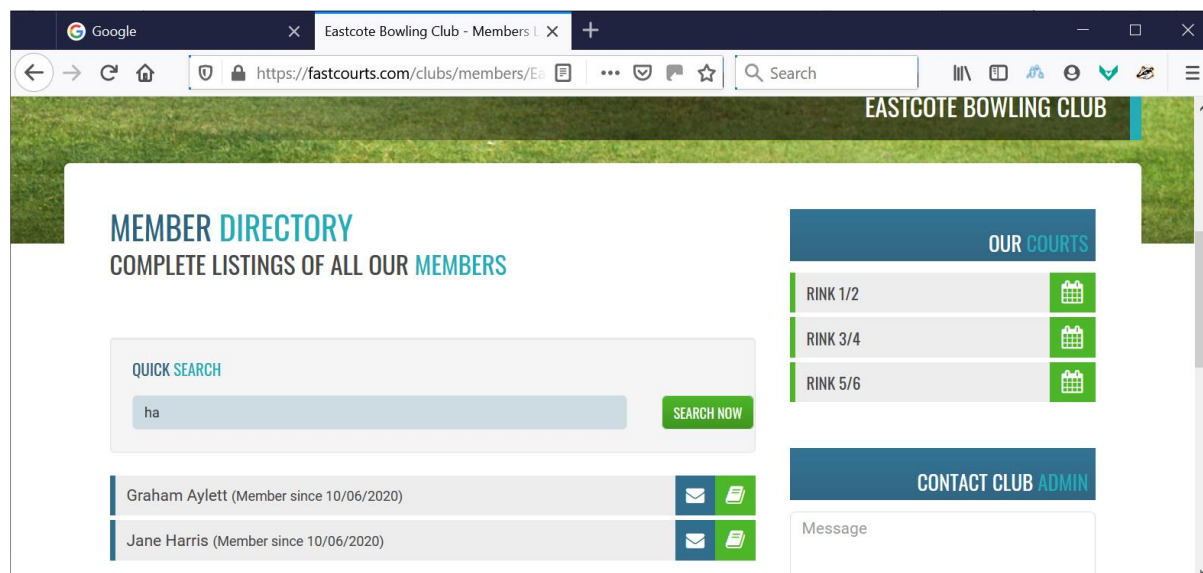 Google
Eastcote Bowling Club - Members L
https://fastcourts.com/clubs/members/Ea
Search
EASTCOTE BOWLING CLUB
MEMBER DIRECTORY
COMPLETE LISTINGS OF ALL OUR MEMBERS
QUICK SEARCH
ha
SEARCH NOW
Graham Aylett (Member since 10/06/2020)
Jane Harris (Member since 10/06/2020)
OUR COURTS
RINK 1/2
RINK 3/4
RINK 5/6
CONTACT CLUB ADMIN
Message